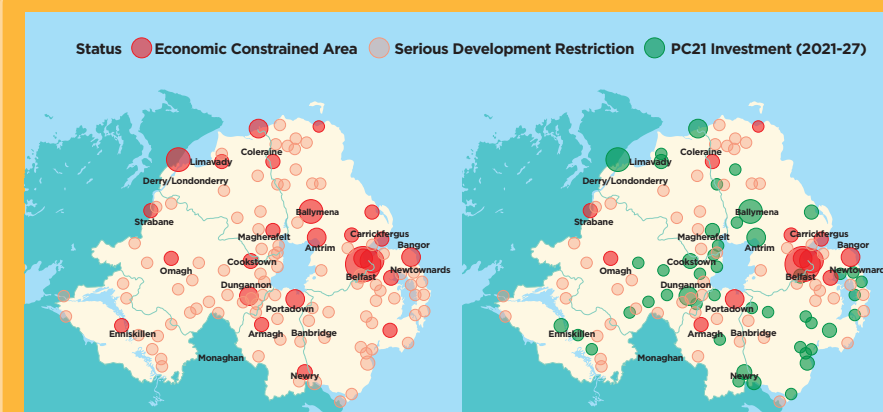 Status Economic Constrained Area Serious Development Restriction PC21 Investment (2021-27)
Coleraine
Limavady
Derry/Londonderry
Strabane
Ballymena
Magherafelt
Carrickfergus
Antrim
Bangor
Cookstown
Omagh
Belfast
Newtownards
Dungannon
Portadown
Enniskillen
Armagh
Banbridge
Monaghan
Newry
Coleraine
Limavady
Derry/Londonderry
Strabane
Ballymena
Magherafelt
Carrickfergus
Antrim
Bangor
Cookstown
Omagh
Belfast
Newtownard
Dungannon
Portadown
Enniskillen
Armagh
Banbridge
Monaghan
Newry